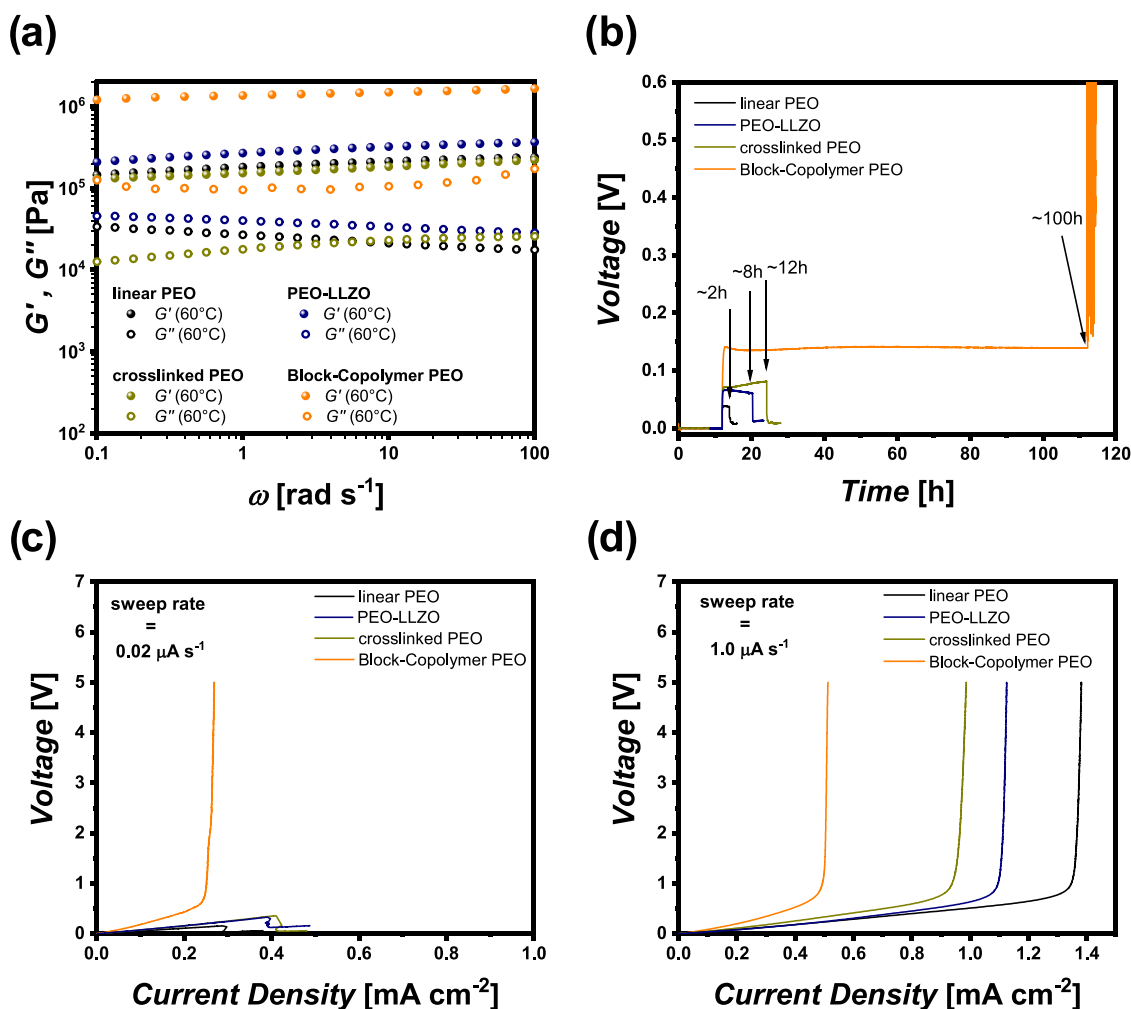 (a)
G′, G″ [Pa]
10⁶
10⁵
10⁴
10³
10²
linear PEO
G′ (60°C)
G″ (60°C)
PEO-LLZO
G′ (60°C)
G″ (60°C)
crosslinked PEO
G′ (60°C)
G″ (60°C)
Block-Copolymer PEO
G′ (60°C)
G″ (60°C)
0.1 1 10 100
ω [rad s⁻¹]
(b)
Voltage [V]
0.6
0.5
0.4
0.3
0.2
0.1
0.0
linear PEO
PEO-LLZO
crosslinked PEO
Block-Copolymer PEO
~100h
~12h
~8h
~2h
0 20 40 60 80 100 120
Time [h]
(c)
Voltage [V]
7
6
5
4
3
2
1
0
sweep rate
=
0.02 μA s⁻¹
linear PEO
PEO-LLZO
crosslinked PEO
Block-Copolymer PEO
0.0 0.2 0.4 0.6 0.8 1.0
Current Density [mA cm⁻²]
(d)
Voltage [V]
7
6
5
4
3
2
1
0
sweep rate
=
1.0 μA s⁻¹
linear PEO
PEO-LLZO
crosslinked PEO
Block-Copolymer PEO
0.0 0.2 0.4 0.6 0.8 1.0 1.2 1.4
Current Density [mA cm⁻²]